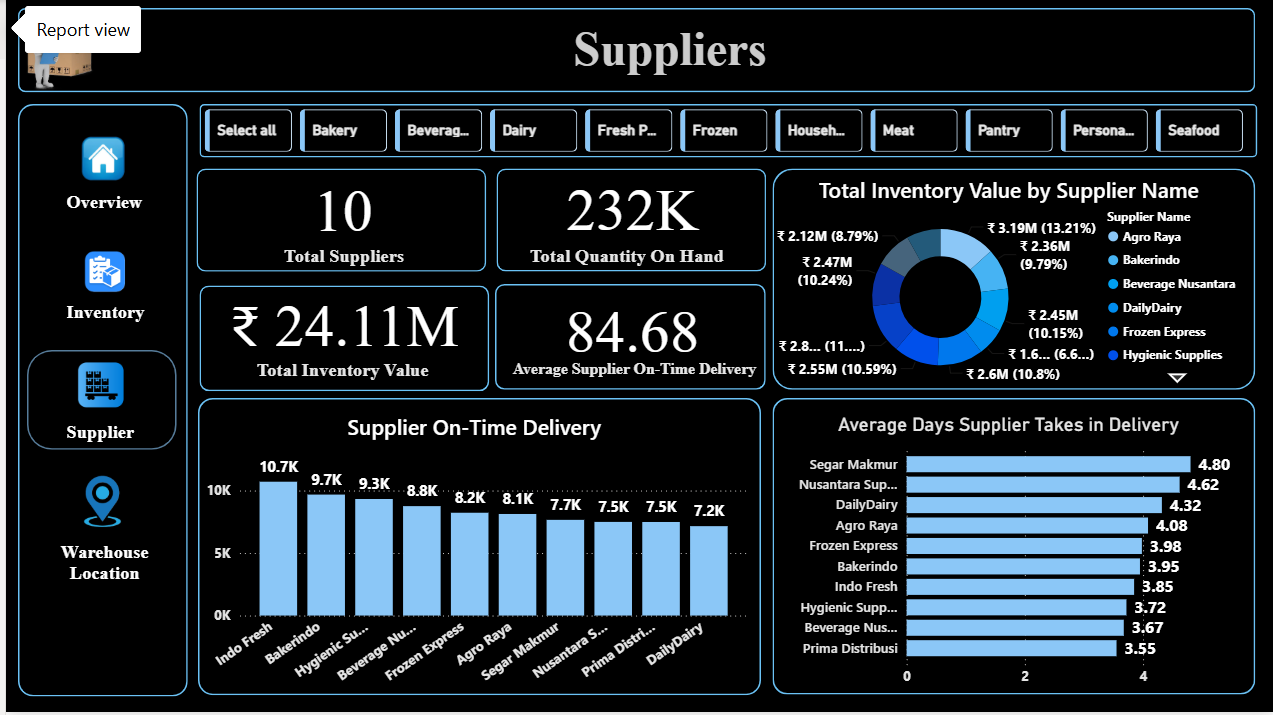 Report view
Suppliers
Select all
Bakery
Beverag...
Dairy
Fresh P...
Frozen
Househ...
Meat
Pantry
Persona...
Seafood
Overview
Inventory
Supplier
Warehouse
Location
10
Total Suppliers
232K
Total Quantity On Hand
₹ 24.11M
Total Inventory Value
84.68
Average Supplier On-Time Delivery
Total Inventory Value by Supplier Name
₹ 3.19M (13.21%)
₹ 2.36M
(9.79%)
₹ 2.45M
(10.15%)
₹ 1.6... (6.6...)
₹ 2.6M (10.8%)
₹ 2.55M (10.59%)
₹ 2.8... (11....)
₹ 2.47M
(10.24%)
₹ 2.12M (8.79%)
Supplier Name
Agro Raya
Bakerindo
Beverage Nusantara
DailyDairy
Frozen Express
Hygienic Supplies
Supplier On-Time Delivery
10K
5K
0K
10.7K
9.7K
9.3K
8.8K
8.2K
8.1K
7.7K
7.5K
7.5K
7.2K
Indo Fresh
Bakerindo
Hygienic Su...
Beverage Nu...
Frozen Express
Agro Raya
Segar Makmur
Nusantara S...
Prima Distri...
DailyDairy
Average Days Supplier Takes in Delivery
Segar Makmur 4.80
Nusantara Sup... 4.62
DailyDairy 4.32
Agro Raya 4.08
Frozen Express 3.98
Bakerindo 3.95
Indo Fresh 3.85
Hygienic Supp... 3.72
Beverage Nus... 3.67
Prima Distribusi 3.55
0 2 4